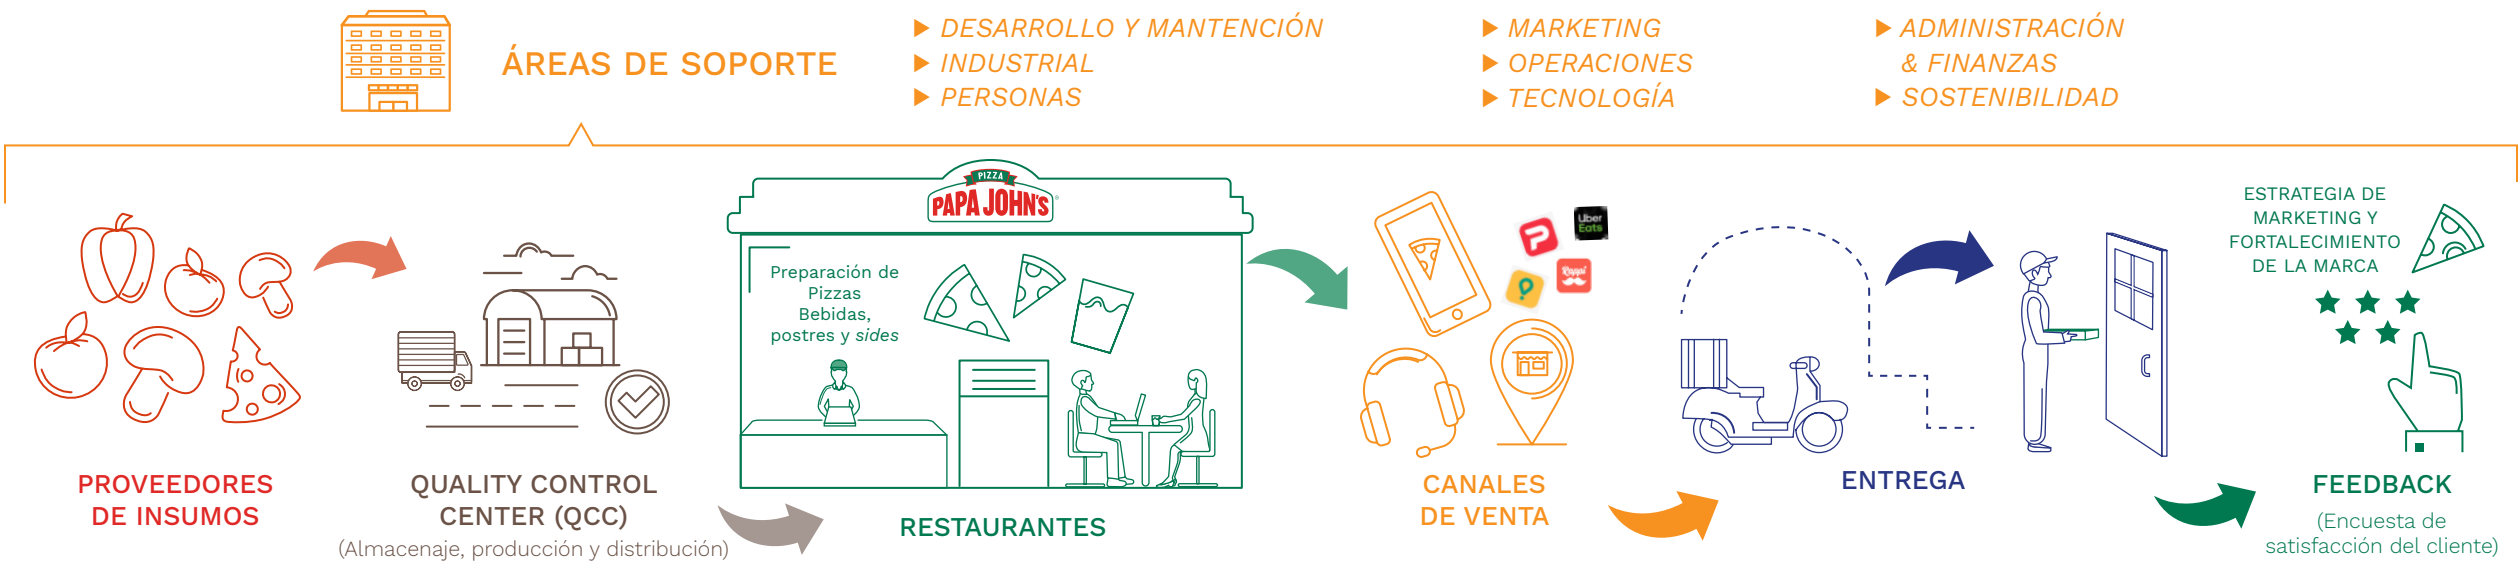 ÁREAS DE SOPORTE
DESARROLLO Y MANTENCIÓN
INDUSTRIAL
PERSONAS
MARKETING
OPERACIONES
TECNOLOGÍA
ADMINISTRACIÓN
& FINANZAS
SOSTENIBILIDAD
PROVEEDORES
DE INSUMOS
QUALITY CONTROL
CENTER (QCC)
(Almacenaje, producción y distribución)
PIZZA
PAPA JOHN'S
Preparación de
Pizzas
Bebidas,
postres y sides
RESTAURANTES
Uber
Eats
Rappi
CANALES
DE VENTA
ENTREGA
ESTRATEGIA DE
MARKETING Y
FORTALECIMIENTO
DE LA MARCA
FEEDBACK
(Encuesta de
satisfacción del cliente)